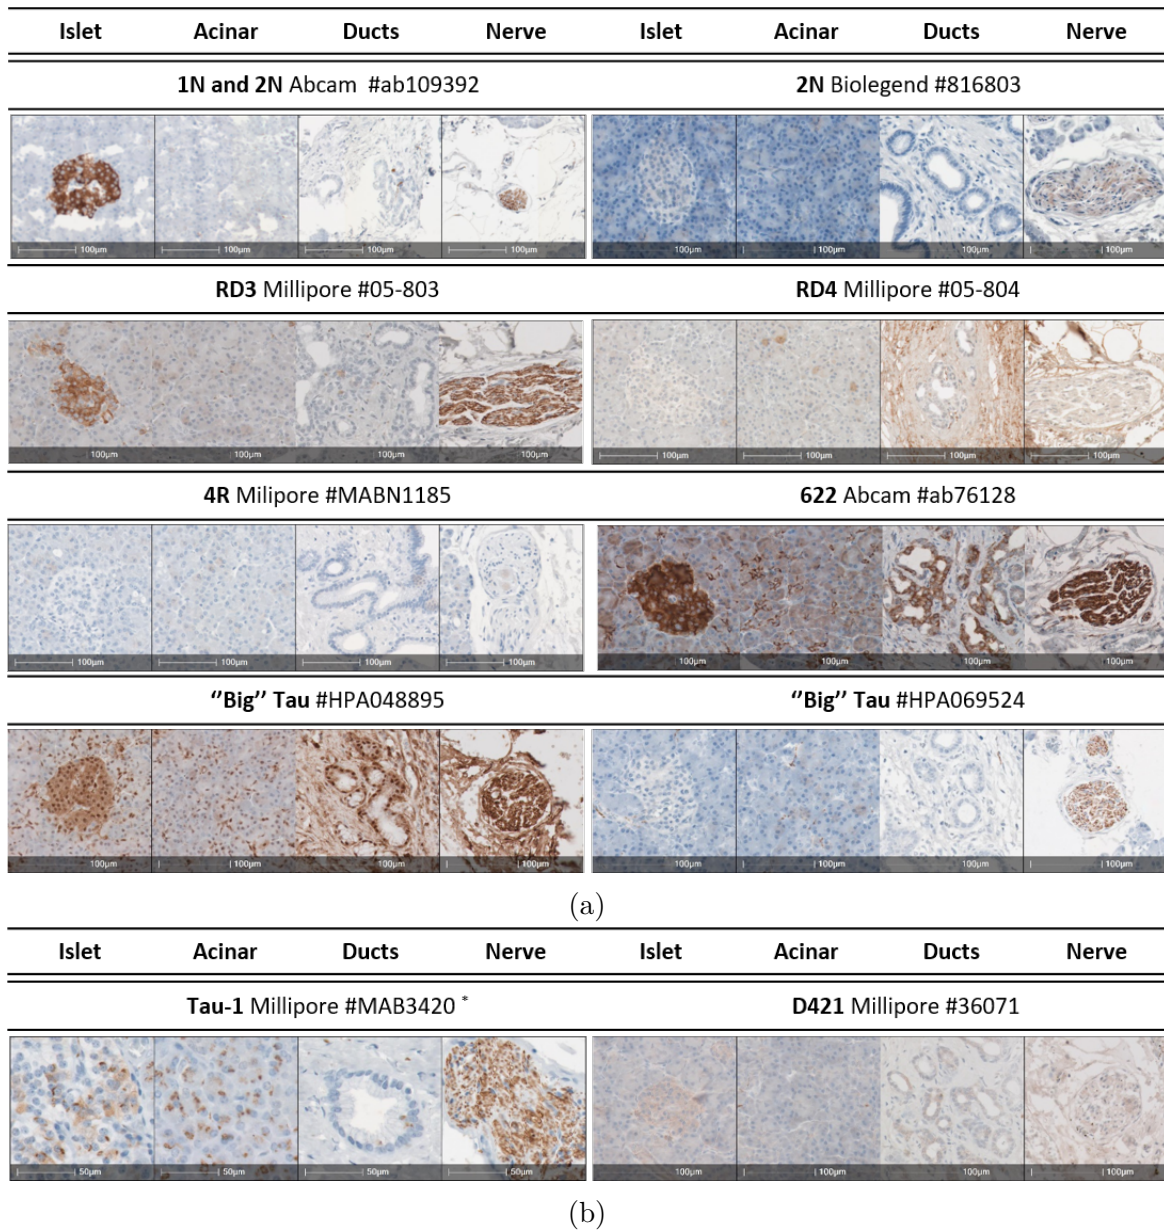 Islet Acinar Ducts Nerve Islet Acinar Ducts Nerve
1N and 2N Abcam #ab109392 2N Biolegend #816803
100µm 100µm 100µm 100µm 100µm 100µm 100µm 100µm
RD3 Millipore #05-803 RD4 Millipore #05-804
100µm 100µm 100µm 100µm 100µm 100µm 100µm 100µm
4R Milipore #MABN1185 622 Abcam #ab76128
100µm 100µm 100µm 100µm 100µm 100µm 100µm 100µm
‘’Big’’ Tau #HPA048895 ‘’Big’’ Tau #HPA069524
100µm 100µm 100µm 100µm 100µm 100µm 100µm 100µm
(a)
Islet Acinar Ducts Nerve Islet Acinar Ducts Nerve
Tau-1 Millipore #MAB3420 * D421 Millipore #36071
50µm 50µm 50µm 50µm 100µm 100µm 100µm 100µm
(b)